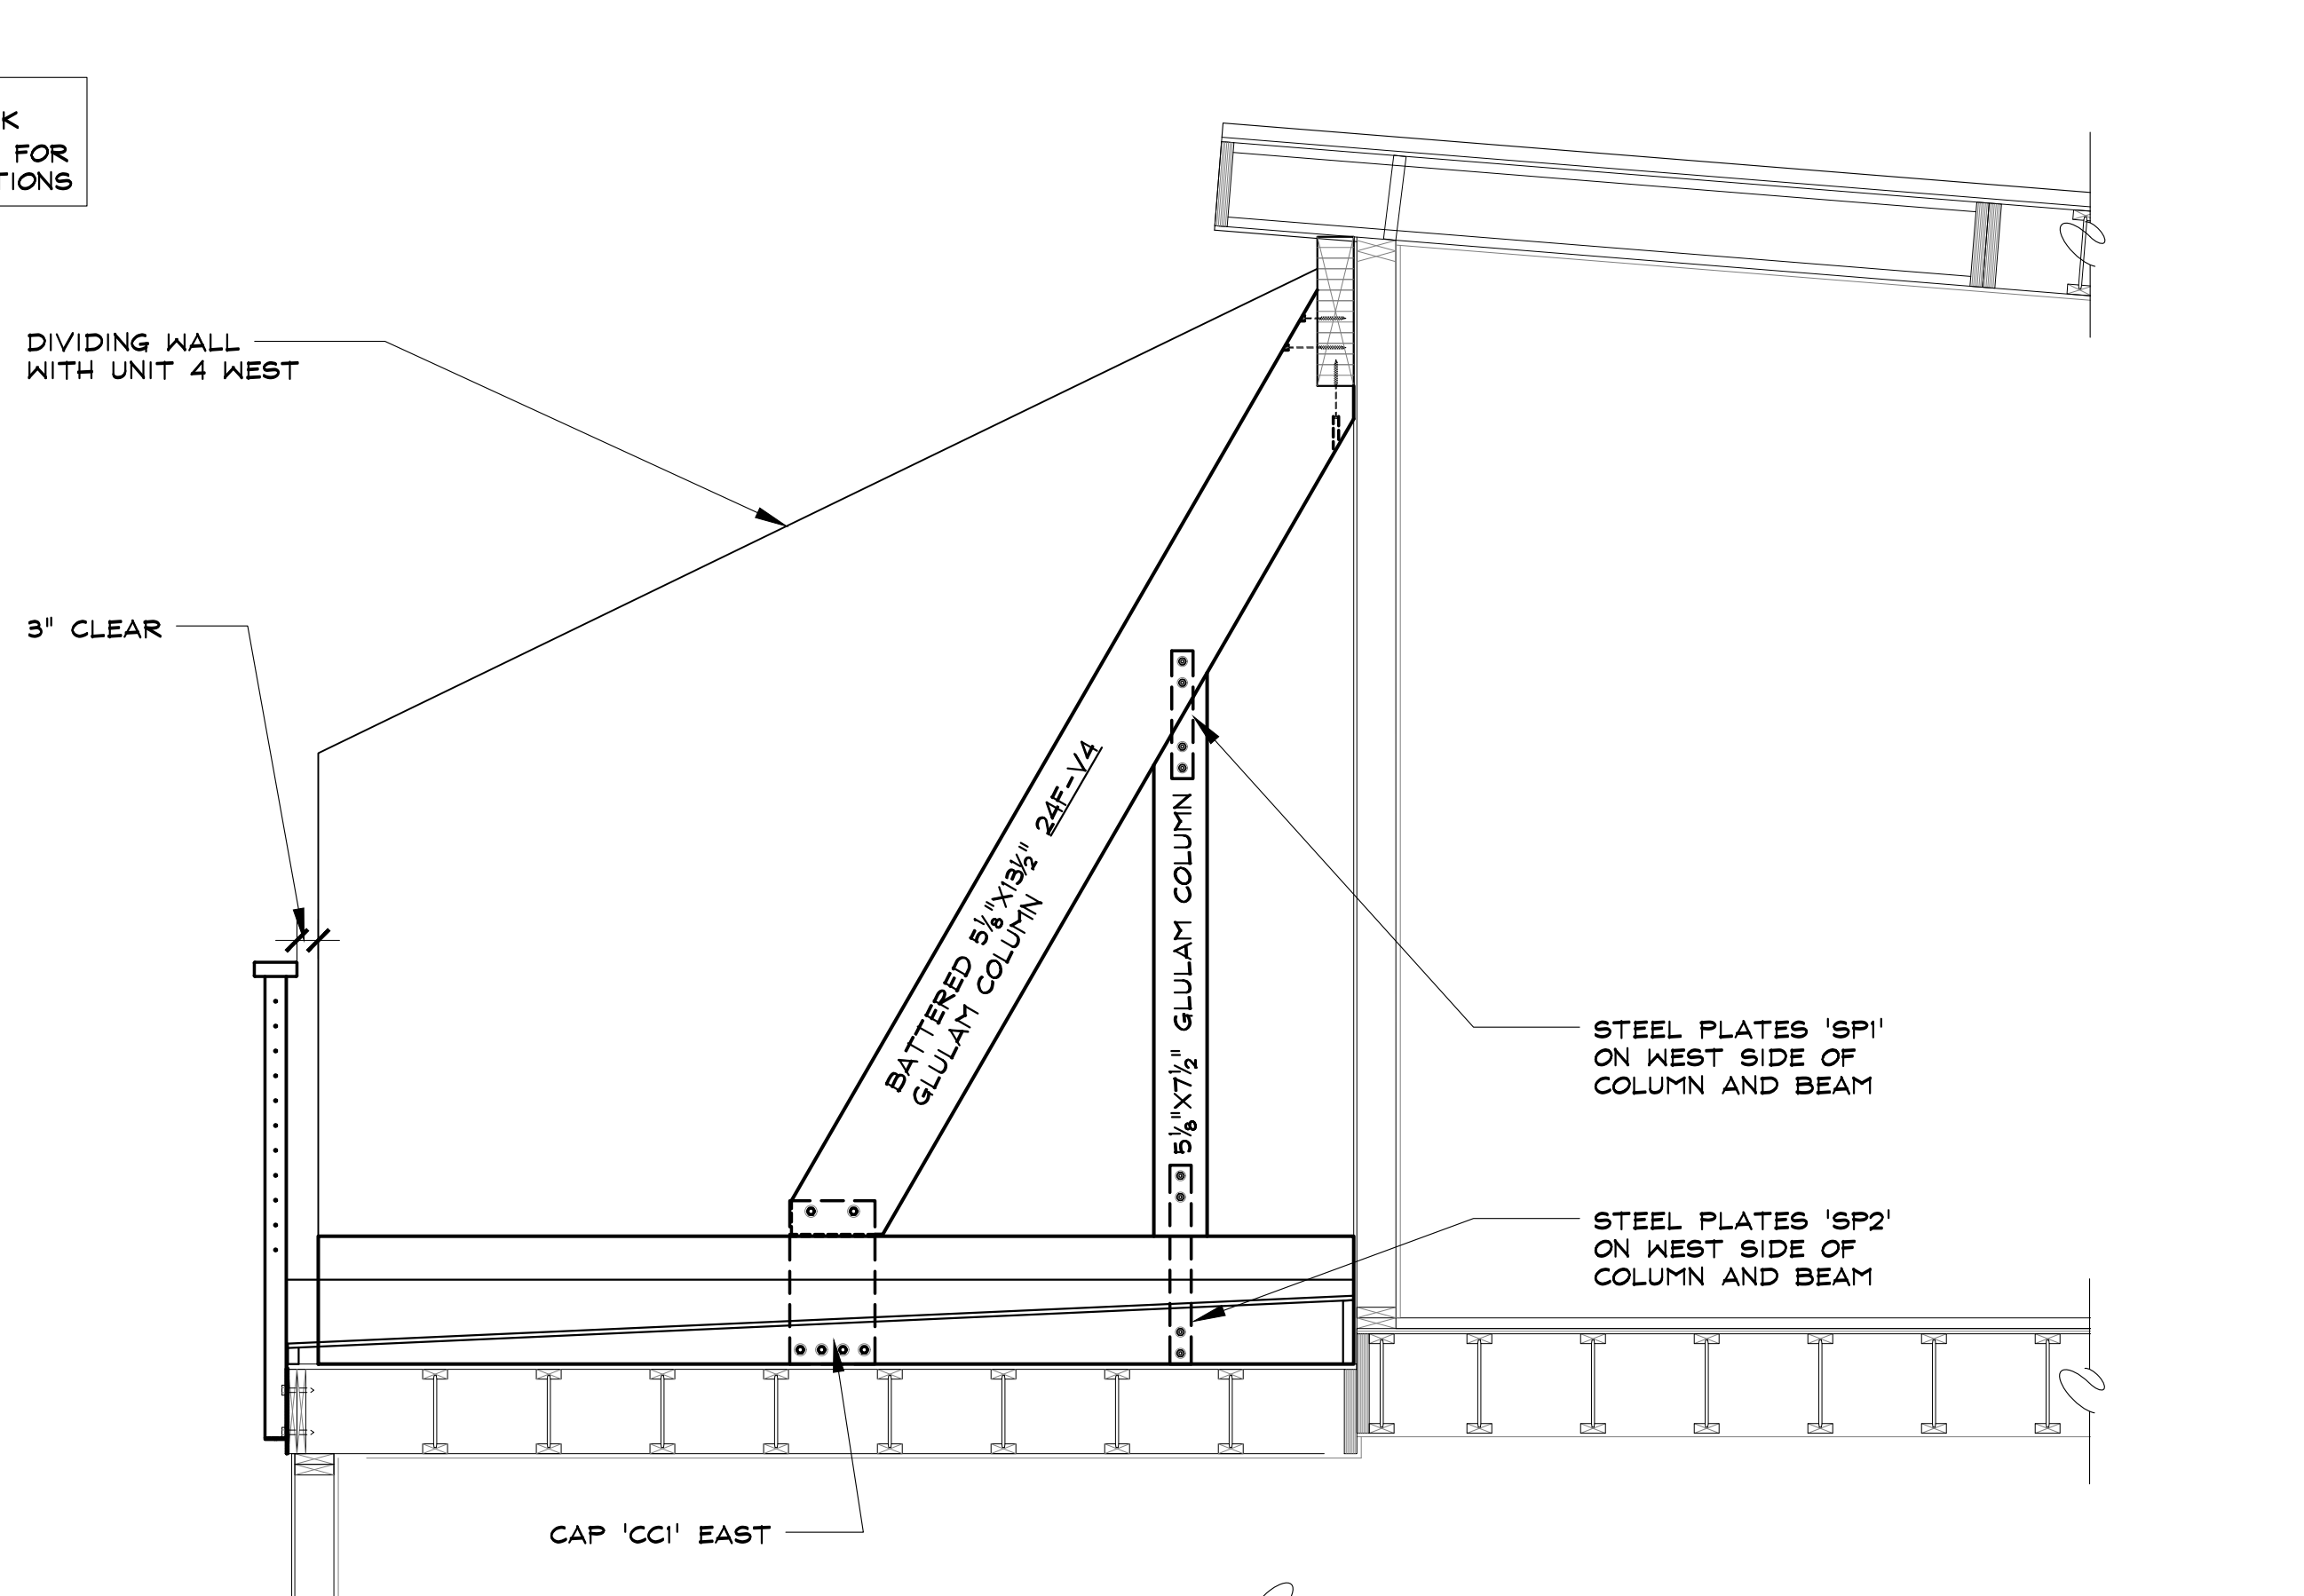 K
FOR
TIONS
DIVIDING WALL
WITH UNIT 4 WEST
3" CLEAR
BATTERED 5⅛"X13½" 24F-V4
GLULAM COLUMN
5⅛"X7½" GLULAM COLUMN
STEEL PLATES 'SP1'
ON WEST SIDE OF
COLUMN AND BEAM
STEEL PLATES 'SP2'
ON WEST SIDE OF
COLUMN AND BEAM
CAP 'CC1' EAST